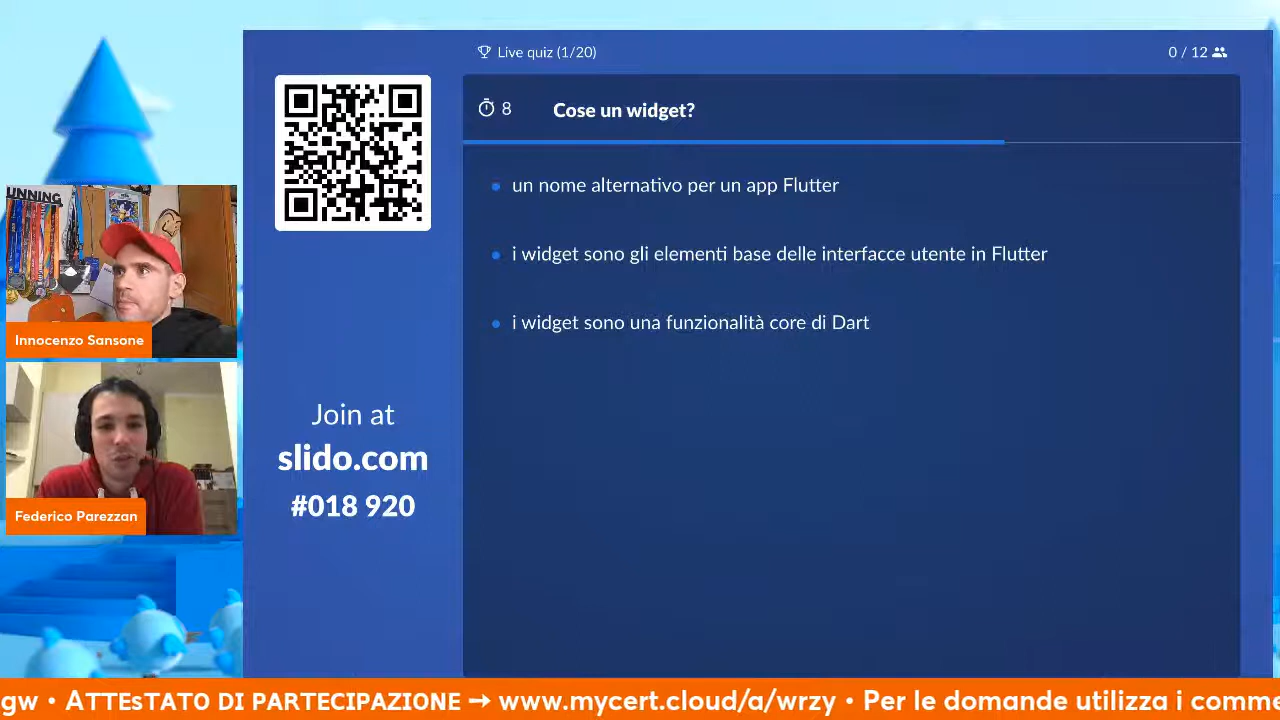 Live quiz (1/20)
0 / 12
8
Cose un widget?
un nome alternativo per un app Flutter
i widget sono gli elementi base delle interfacce utente in Flutter
i widget sono una funzionalità core di Dart
UNNING
Innocenzo Sansone
Federico Parezzan
Join at
slido.com
#018 920
gw • ATTEsTATO DI PARTECIPAZIONE → www.mycert.cloud/a/wrzy • Per le domande utilizza i comme